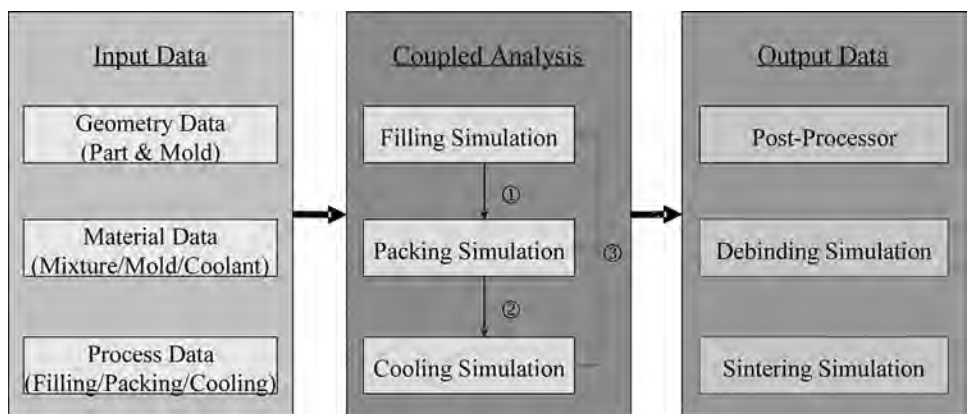 Input Data
Geometry Data
(Part & Mold)
Material Data
(Mixture/Mold/Coolant)
Process Data
(Filling/Packing/Cooling)
Coupled Analysis
Filling Simulation
①
Packing Simulation
③
②
Cooling Simulation
Output Data
Post-Processor
Debinding Simulation
Sintering Simulation